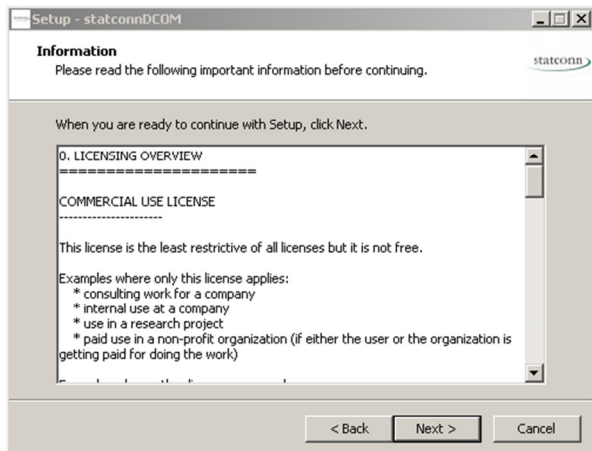 Setup - statconnDCOM
Information
Please read the following important information before continuing.
statconn
When you are ready to continue with Setup, click Next.
0. LICENSING OVERVIEW
=====================
COMMERCIAL USE LICENSE
----------------------
This license is the least restrictive of all licenses but it is not free.
Examples where only this license applies:
* consulting work for a company
* internal use at a company
* use in a research project
* paid use in a non-profit organization (if either the user or the organization is
getting paid for doing the work)
< Back
Next >
Cancel